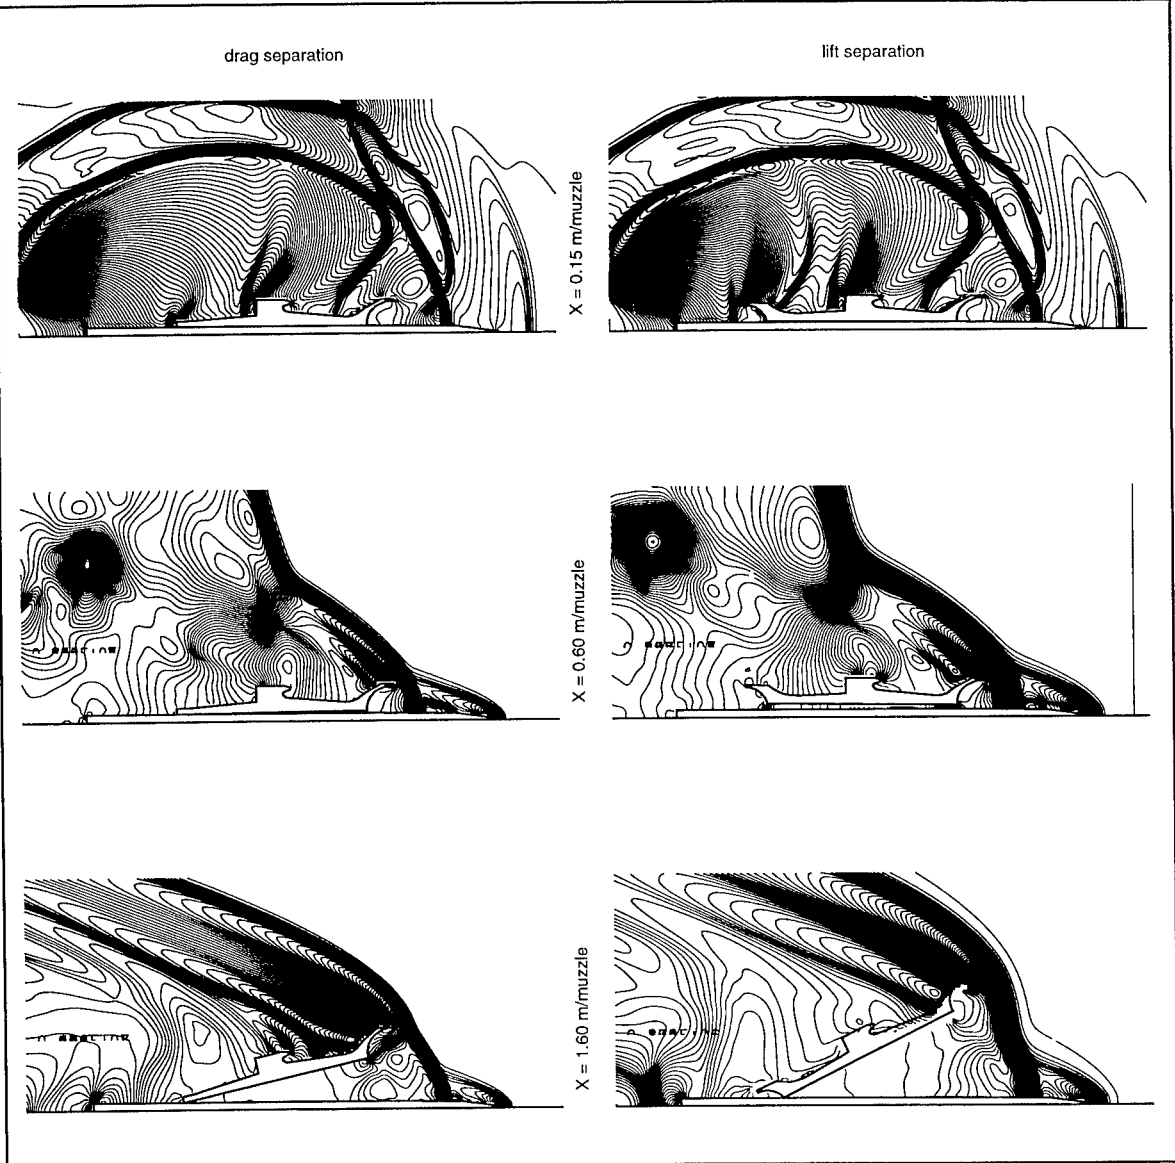 drag separation
lift separation
X = 0.15 m/muzzle
X = 0.60 m/muzzle
X = 1.60 m/muzzle